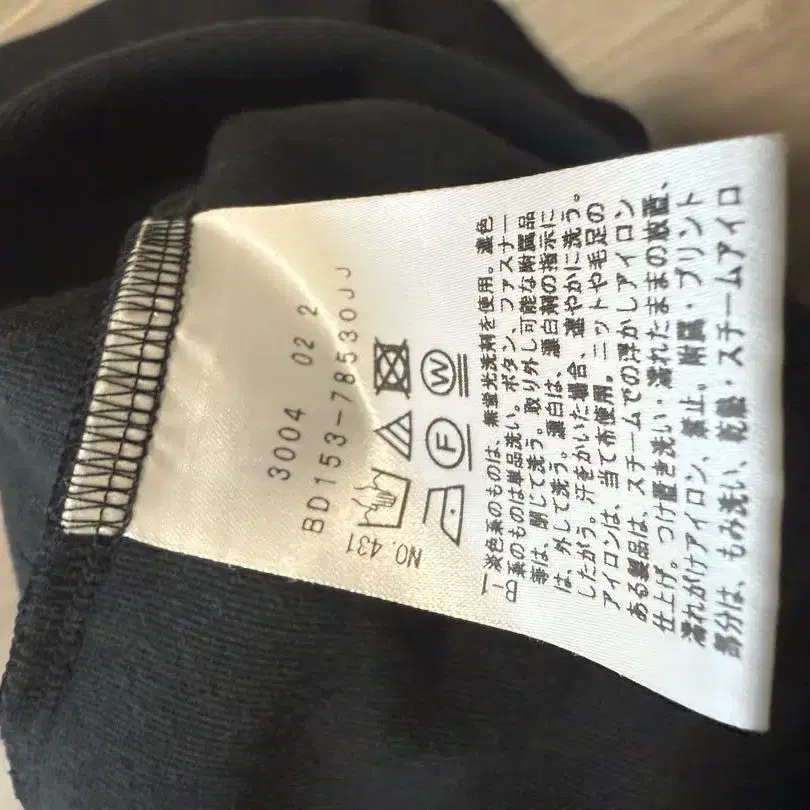 3004 02 2
BD153-78530JJ
NO.431
F W
淡色系のものは、無蛍光洗剤を使用。濃色
系のものは単品洗い。ボタン、ファスナー
等は、閉じて洗う。取り外し可能な附属品
は、外して洗う。漂白は、漂白剤の指示に
したがう。汗をかいた場合、速やかに洗う。
アイロンは、当て布使用。ニットや毛足の
ある製品は、スチームでの浮かしアイロン
仕上げ。つけ置き洗い・濡れたままの放置、
濡れがけアイロン、禁止。附属・プリント
部分は、もみ洗い、乾燥・スチームアイロ